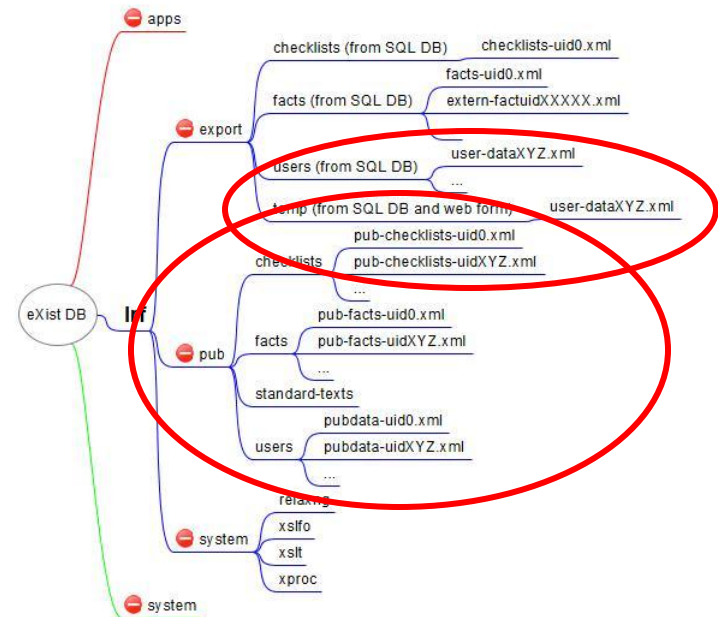 apps
checklists (from SQL DB)
checklists-uid0.xml
facts-uid0.xml
facts (from SQL DB)
extern-factuidXXXXX.xml
export
users (from SQL DB)
user-dataXYZ.xml
...
temp (from SQL DB and web form)
user-dataXYZ.xml
pub-checklists-uid0.xml
checklists
pub-checklists-uidXYZ.xml
...
eXist DB
lrf
pub-facts-uid0.xml
facts
pub-facts-uidXYZ.xml
pub
...
standard-texts
pubdata-uid0.xml
users
pubdata-uidXYZ.xml
...
relaxng
xslfo
system
xslt
xproc
system